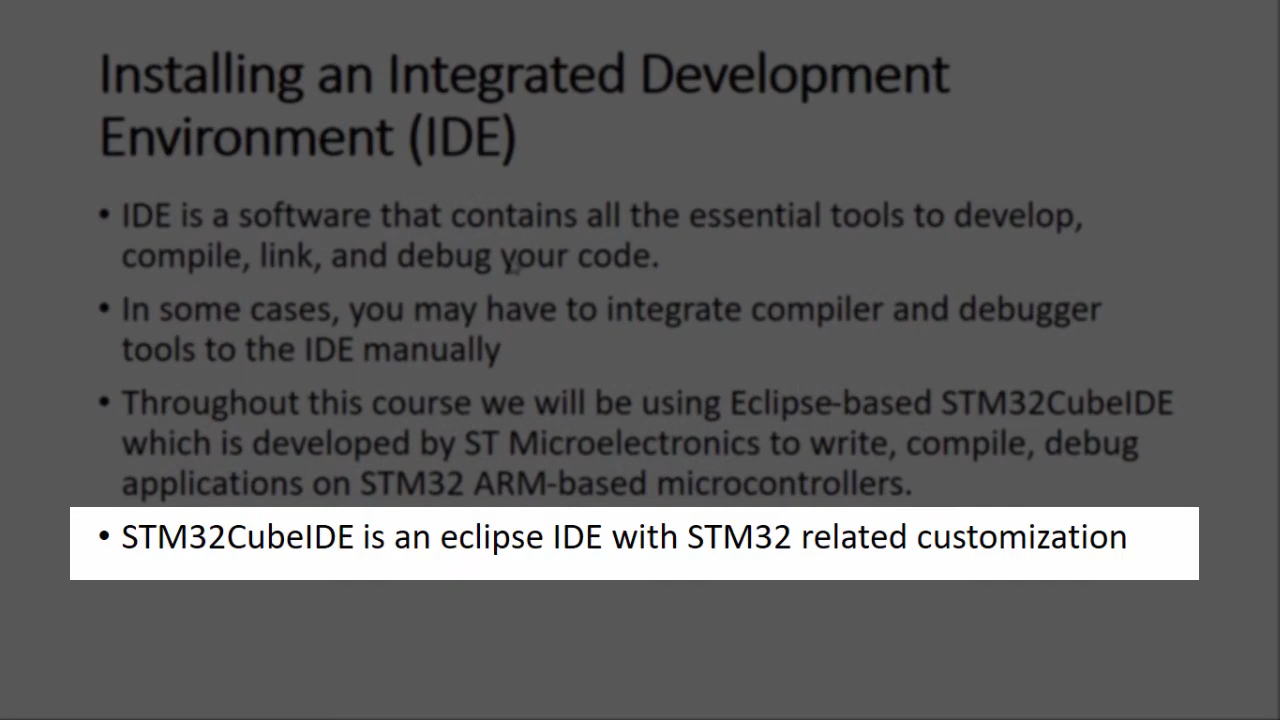 Installing an Integrated Development
Environment (IDE)
• IDE is a software that contains all the essential tools to develop,
compile, link, and debug your code.
• In some cases, you may have to integrate compiler and debugger
tools to the IDE manually
• Throughout this course we will be using Eclipse-based STM32CubeIDE
which is developed by ST Microelectronics to write, compile, debug
applications on STM32 ARM-based microcontrollers.
• STM32CubeIDE is an eclipse IDE with STM32 related customization